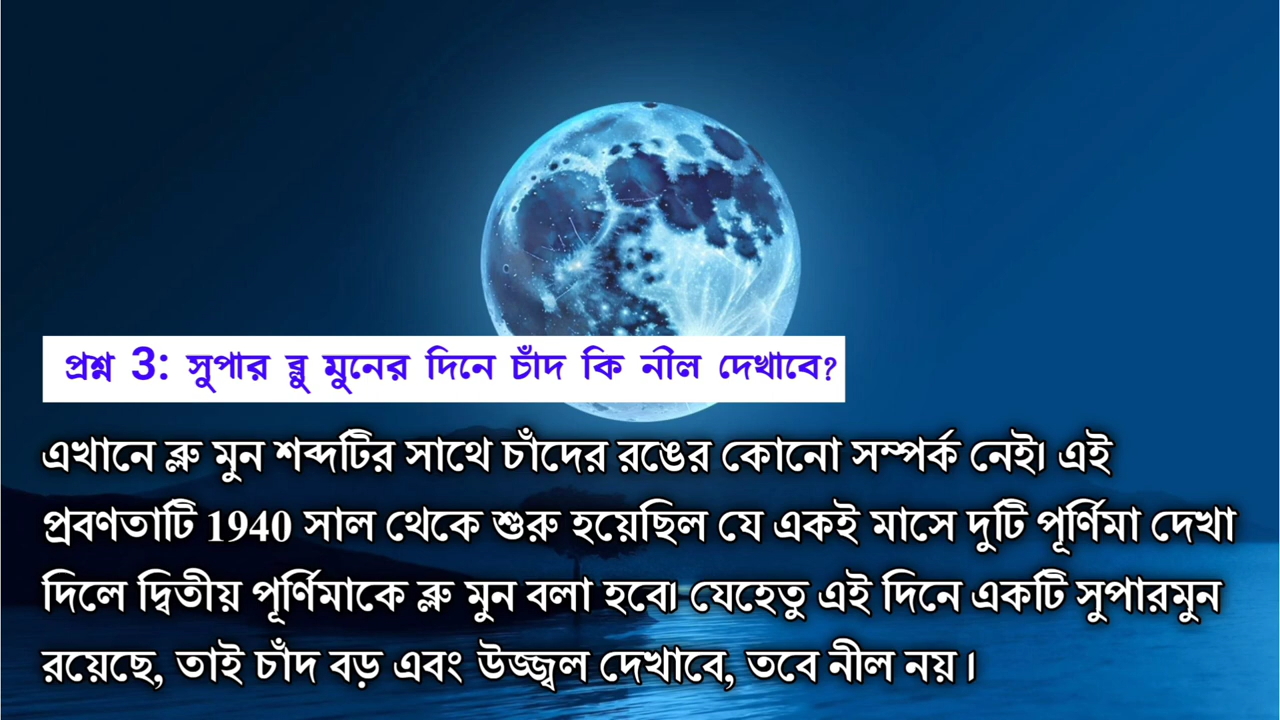 প্রশ্ন 3: সুপার ব্লু মুনের দিনে চাঁদ কি নীল দেখাবে?
এখানে ব্লু মুন শব্দটির সাথে চাঁদের রঙের কোনো সম্পর্ক নেই। এই
প্রবণতাটি 1940 সাল থেকে শুরু হয়েছিল যে একই মাসে দুটি পূর্ণিমা দেখা
দিলে দ্বিতীয় পূর্ণিমাকে ব্লু মুন বলা হবে। যেহেতু এই দিনে একটি সুপারমুন
রয়েছে, তাই চাঁদ বড় এবং উজ্জ্বল দেখাবে, তবে নীল নয়।